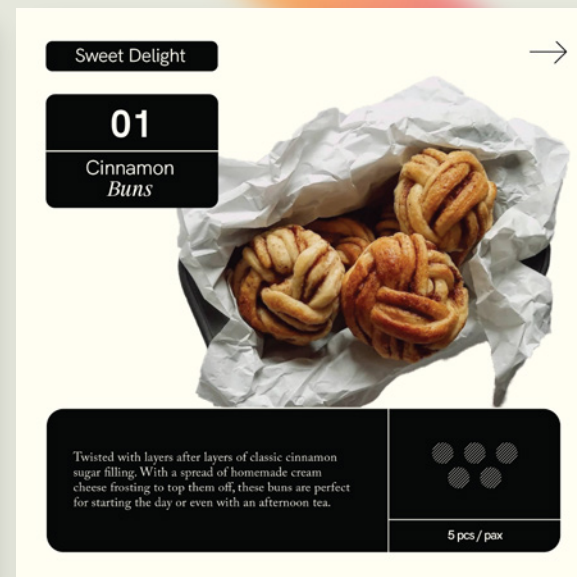 Sweet Delight
01
Cinnamon
Buns
Twisted with layers after layers of classic cinnamon
sugar filling. With a spread of homemade cream
cheese frosting to top them off, these buns are perfect
for starting the day or even with an afternoon tea.
5 pcs / pax